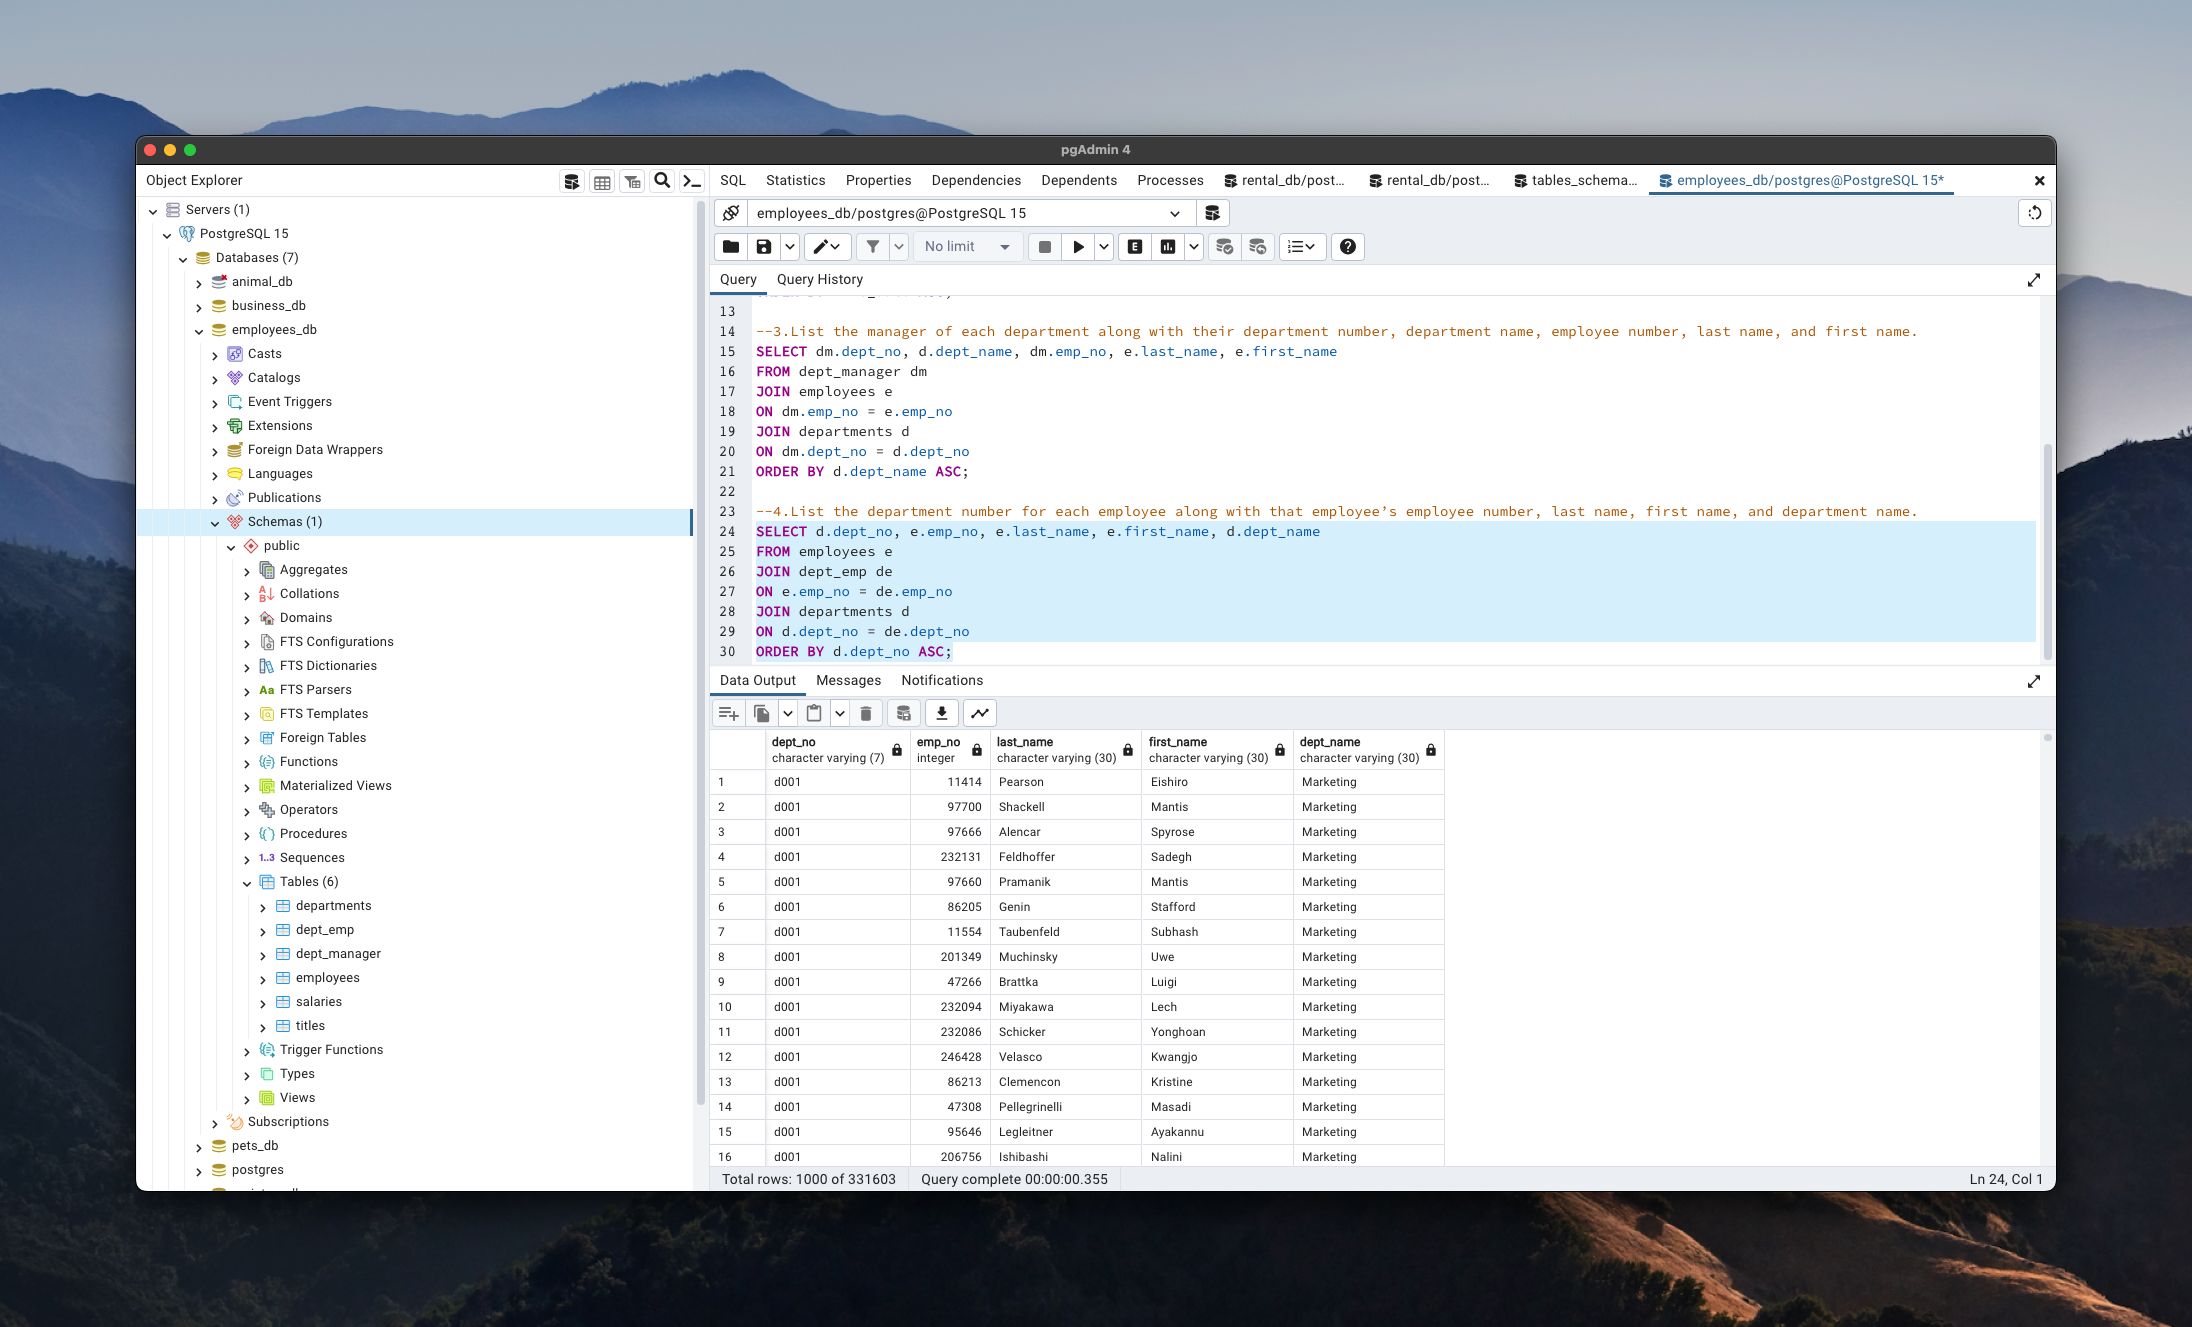 pgAdmin 4
Object Explorer
SQL Statistics Properties Dependencies Dependents Processes rental_db/post... rental_db/post... tables_schema... employees_db/postgres@PostgreSQL 15*
Servers (1)
PostgreSQL 15
Databases (7)
animal_db
business_db
employees_db
Casts
Catalogs
Event Triggers
Extensions
Foreign Data Wrappers
Languages
Publications
Schemas (1)
public
Aggregates
Collations
Domains
FTS Configurations
FTS Dictionaries
Aa FTS Parsers
FTS Templates
Foreign Tables
Functions
Materialized Views
Operators
Procedures
1..3 Sequences
Tables (6)
departments
dept_emp
dept_manager
employees
salaries
titles
Trigger Functions
Types
Views
Subscriptions
pets_db
postgres
employees_db/postgres@PostgreSQL 15
No limit
E
Query Query History
13
14 --3.List the manager of each department along with their department number, department name, employee number, last name, and first name.
15 SELECT dm.dept_no, d.dept_name, dm.emp_no, e.last_name, e.first_name
16 FROM dept_manager dm
17 JOIN employees e
18 ON dm.emp_no = e.emp_no
19 JOIN departments d
20 ON dm.dept_no = d.dept_no
21 ORDER BY d.dept_name ASC;
22
23 --4.List the department number for each employee along with that employee’s employee number, last name, first name, and department name.
24 SELECT d.dept_no, e.emp_no, e.last_name, e.first_name, d.dept_name
25 FROM employees e
26 JOIN dept_emp de
27 ON e.emp_no = de.emp_no
28 JOIN departments d
29 ON d.dept_no = de.dept_no
30 ORDER BY d.dept_no ASC;
Data Output Messages Notifications
dept_no emp_no last_name first_name dept_name
character varying (7) integer character varying (30) character varying (30) character varying (30)
1 d001 11414 Pearson Eishiro Marketing
2 d001 97700 Shackell Mantis Marketing
3 d001 97666 Alencar Spyrose Marketing
4 d001 232131 Feldhoffer Sadegh Marketing
5 d001 97660 Pramanik Mantis Marketing
6 d001 86205 Genin Stafford Marketing
7 d001 11554 Taubenfeld Subhash Marketing
8 d001 201349 Muchinsky Uwe Marketing
9 d001 47266 Brattka Luigi Marketing
10 d001 232094 Miyakawa Lech Marketing
11 d001 232086 Schicker Yonghoan Marketing
12 d001 246428 Velasco Kwangjo Marketing
13 d001 86213 Clemencon Kristine Marketing
14 d001 47308 Pellegrinelli Masadi Marketing
15 d001 95646 Legleitner Ayakannu Marketing
16 d001 206756 Ishibashi Nalini Marketing
Total rows: 1000 of 331603 Query complete 00:00:00.355 Ln 24, Col 1